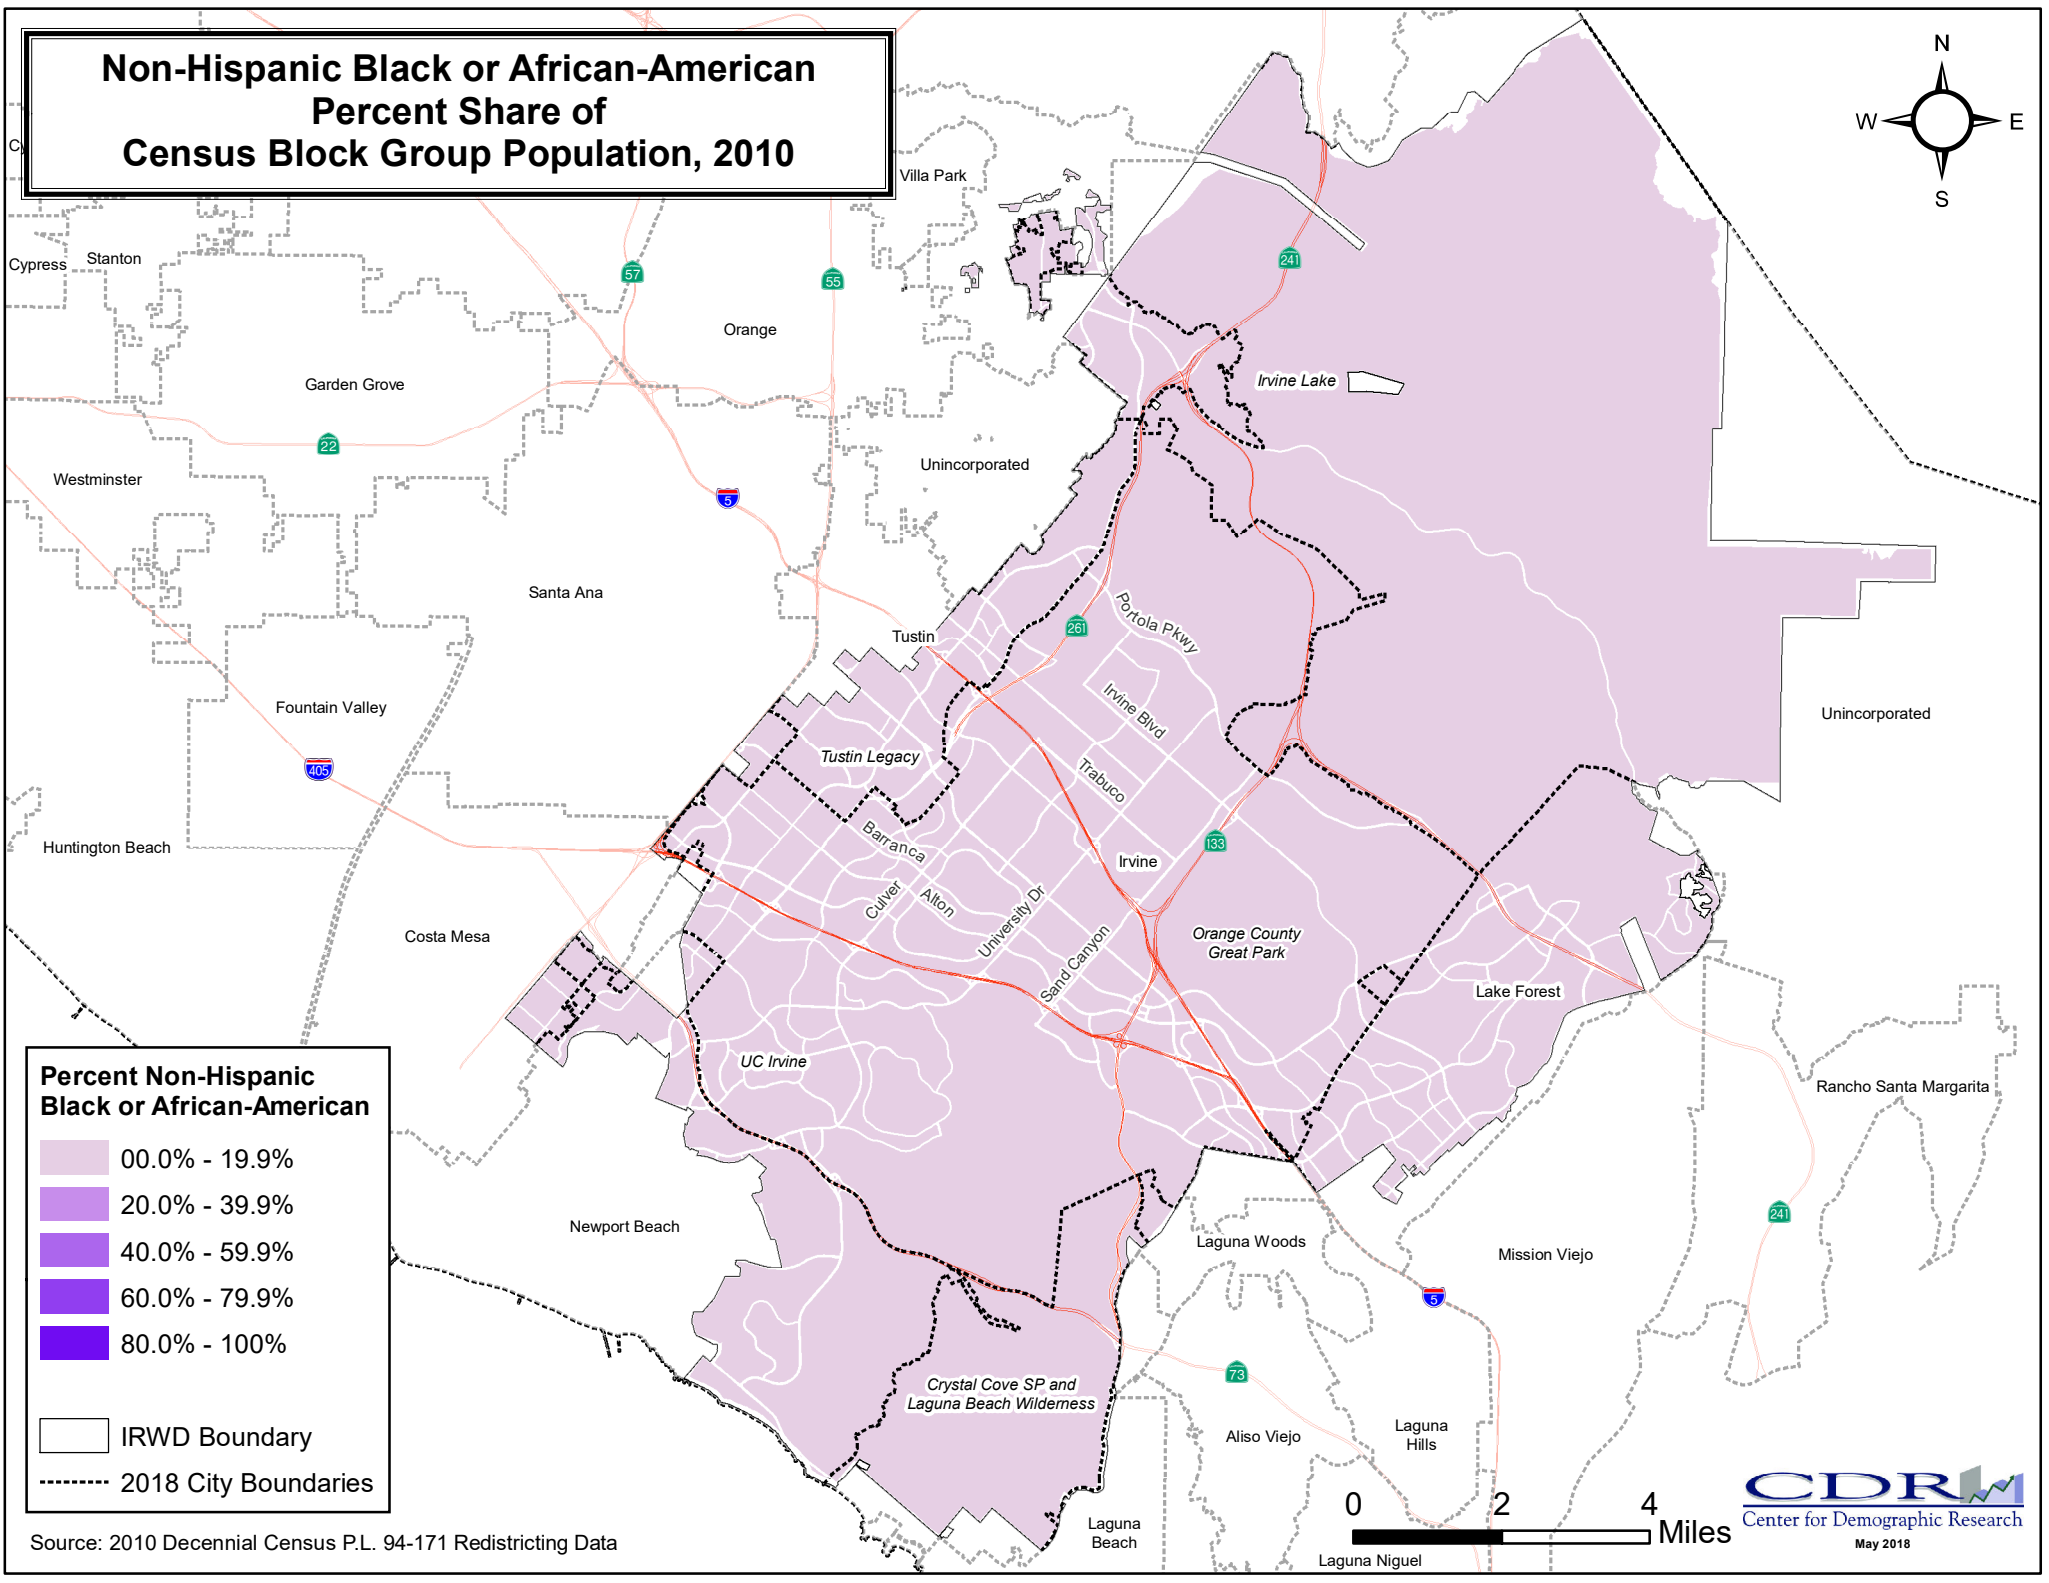 Non-Hispanic Black or African-American
Percent Share of
Census Block Group Population, 2010
N
W
E
S
Villa Park
Cypress
Stanton
57
55
241
Orange
Garden Grove
Irvine Lake
22
Westminster
Unincorporated
5
Santa Ana
Tustin
261
Portola Pkwy
Fountain Valley
Irvine Blvd
Unincorporated
Tustin Legacy
405
Trabuco
Huntington Beach
Barranca
133
Irvine
Culver
Alton
University Dr
Costa Mesa
Orange County
Great Park
Sand Canyon
Lake Forest
UC Irvine
Rancho Santa Margarita
Percent Non-Hispanic
Black or African-American
00.0% - 19.9%
20.0% - 39.9%
40.0% - 59.9%
60.0% - 79.9%
80.0% - 100%
IRWD Boundary
2018 City Boundaries
Newport Beach
241
Laguna Woods
Mission Viejo
5
73
Crystal Cove SP and
Laguna Beach Wilderness
Aliso Viejo
Laguna
Hills
Laguna
Beach
Laguna Niguel
0 2 4
Miles
CDR
Center for Demographic Research
May 2018
Source: 2010 Decennial Census P.L. 94-171 Redistricting Data